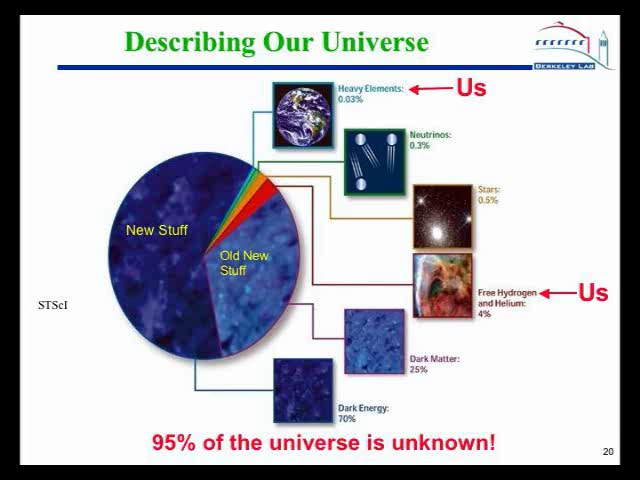 Describing Our Universe
BERKELEY LAB
Heavy Elements:
0.03%
Us
Neutrinos:
0.3%
Stars:
0.5%
New Stuff
Old New
Stuff
Free Hydrogen
and Helium:
4%
Us
STScI
Dark Matter:
25%
Dark Energy:
70%
95% of the universe is unknown!
20